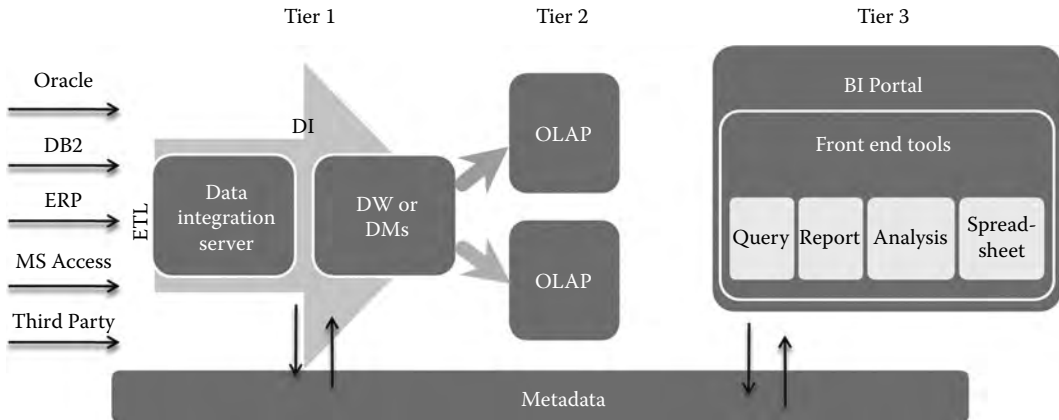 Tier 1
Tier 2
Tier 3
Oracle
DB2
ERP
MS Access
Third Party
ETL
DI
Data
integration
server
DW or
DMs
OLAP
OLAP
BI Portal
Front end tools
Query
Report
Analysis
Spread-
sheet
Metadata